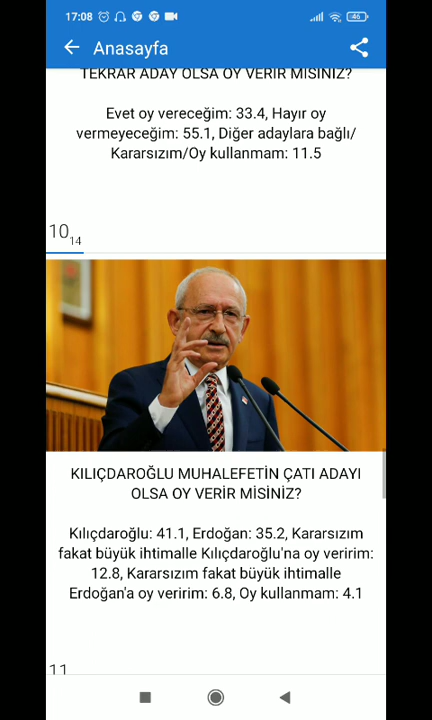 17:08
46
Anasayfa
TEKRAR ADAY OLSA OY VERİR MİSİNİZ?
Evet oy vereceğim: 33.4, Hayır oy
vermeyeceğim: 55.1, Diğer adaylara bağlı/
Kararsızım/Oy kullanmam: 11.5
10
14
KILIÇDAROĞLU MUHALEFETİN ÇATI ADAYI
OLSA OY VERİR MİSİNİZ?
Kılıçdaroğlu: 41.1, Erdoğan: 35.2, Kararsızım
fakat büyük ihtimalle Kılıçdaroğlu'na oy veririm:
12.8, Kararsızım fakat büyük ihtimalle
Erdoğan'a oy veririm: 6.8, Oy kullanmam: 4.1
11